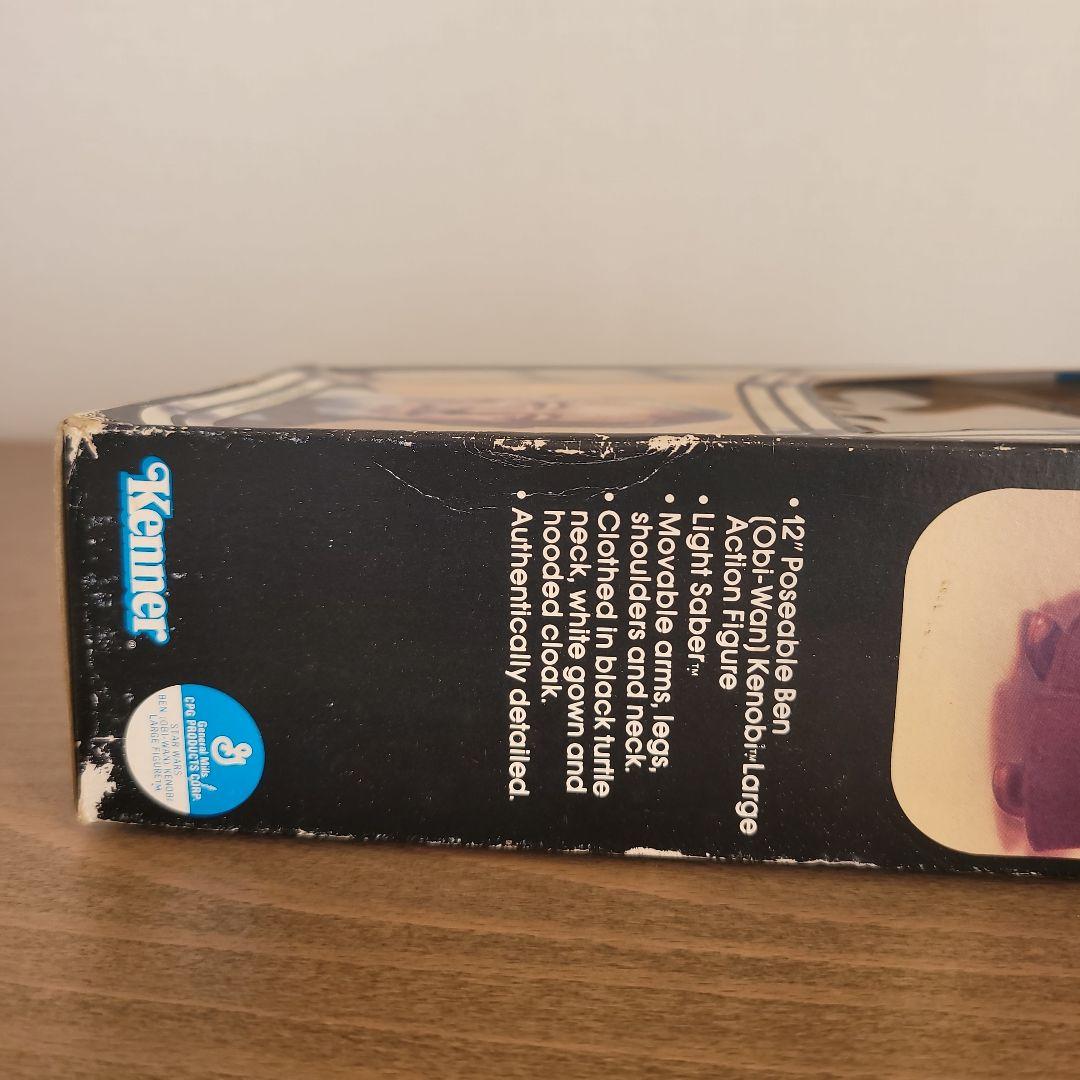 • 12" Poseable Ben
(Obi-Wan) Kenobi™ Large
Action Figure
• Light Saber™
• Movable arms, legs,
shoulders and neck.
• Clothed in black turtle
neck, white gown and
hooded cloak.
• Authentically detailed.
Kenner®
General Mills
CPG PRODUCTS CORP.
STAR WARS
BEN (OBI-WAN) KENOBI
LARGE FIGURE™